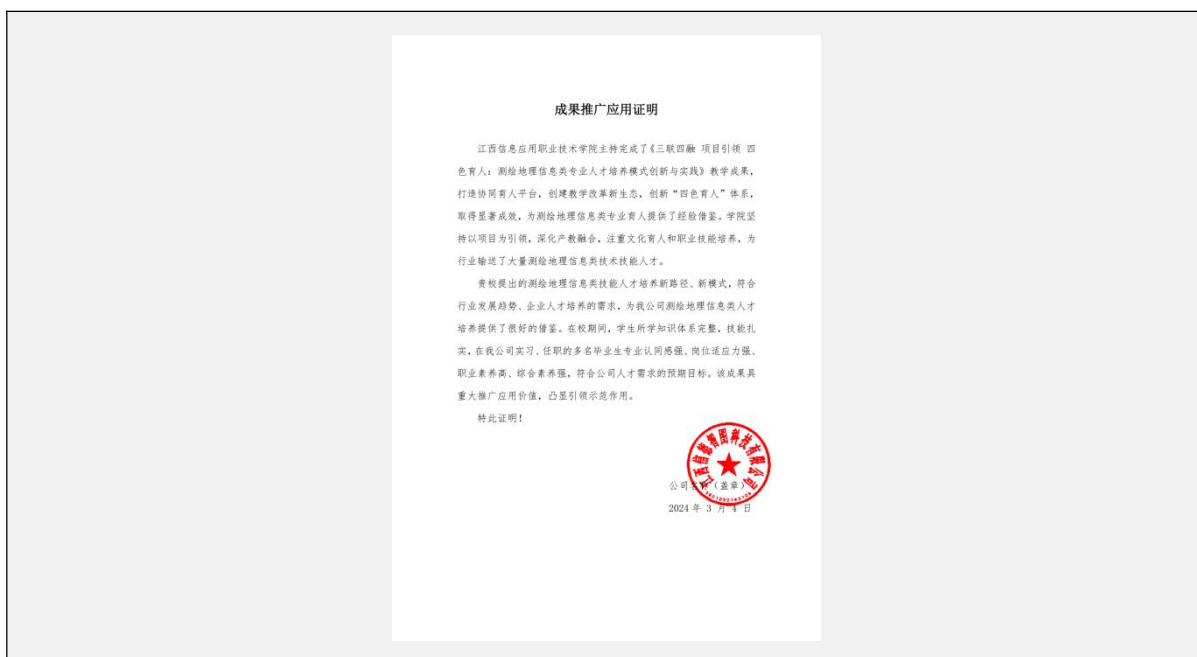 成果推广应用证明
江西信息应用职业技术学院主持完成了《三联四融 项目引领 四
色育人：测绘地理信息类专业人才培养模式创新与实践》教学成果，
打造协同育人平台，创建教学改革新生态，创新“四色育人”体系，
取得显著成效，为测绘地理信息类专业育人提供了经验借鉴。学院坚
持以项目为引领，深化产教融合，注重文化育人和职业技能培养，为
行业输送了大量测绘地理信息类技术技能人才。
贵校提出的测绘地理信息类技能人才培养新路径、新模式，符合
行业发展趋势、企业人才培养的需求，为我公司测绘地理信息类人才
培养提供了很好的借鉴。在校期间，学生所学知识体系完整，技能扎
实，在我公司实习、任职的多名毕业生专业认同感强、岗位适应力强、
职业素养高、综合素养强，符合公司人才需求的预期目标。该成果具
重大推广应用价值，凸显引领示范作用。
特此证明！
江西信德智图科技有限公司
公司名称（盖章）
2024 年 3 月 4 日